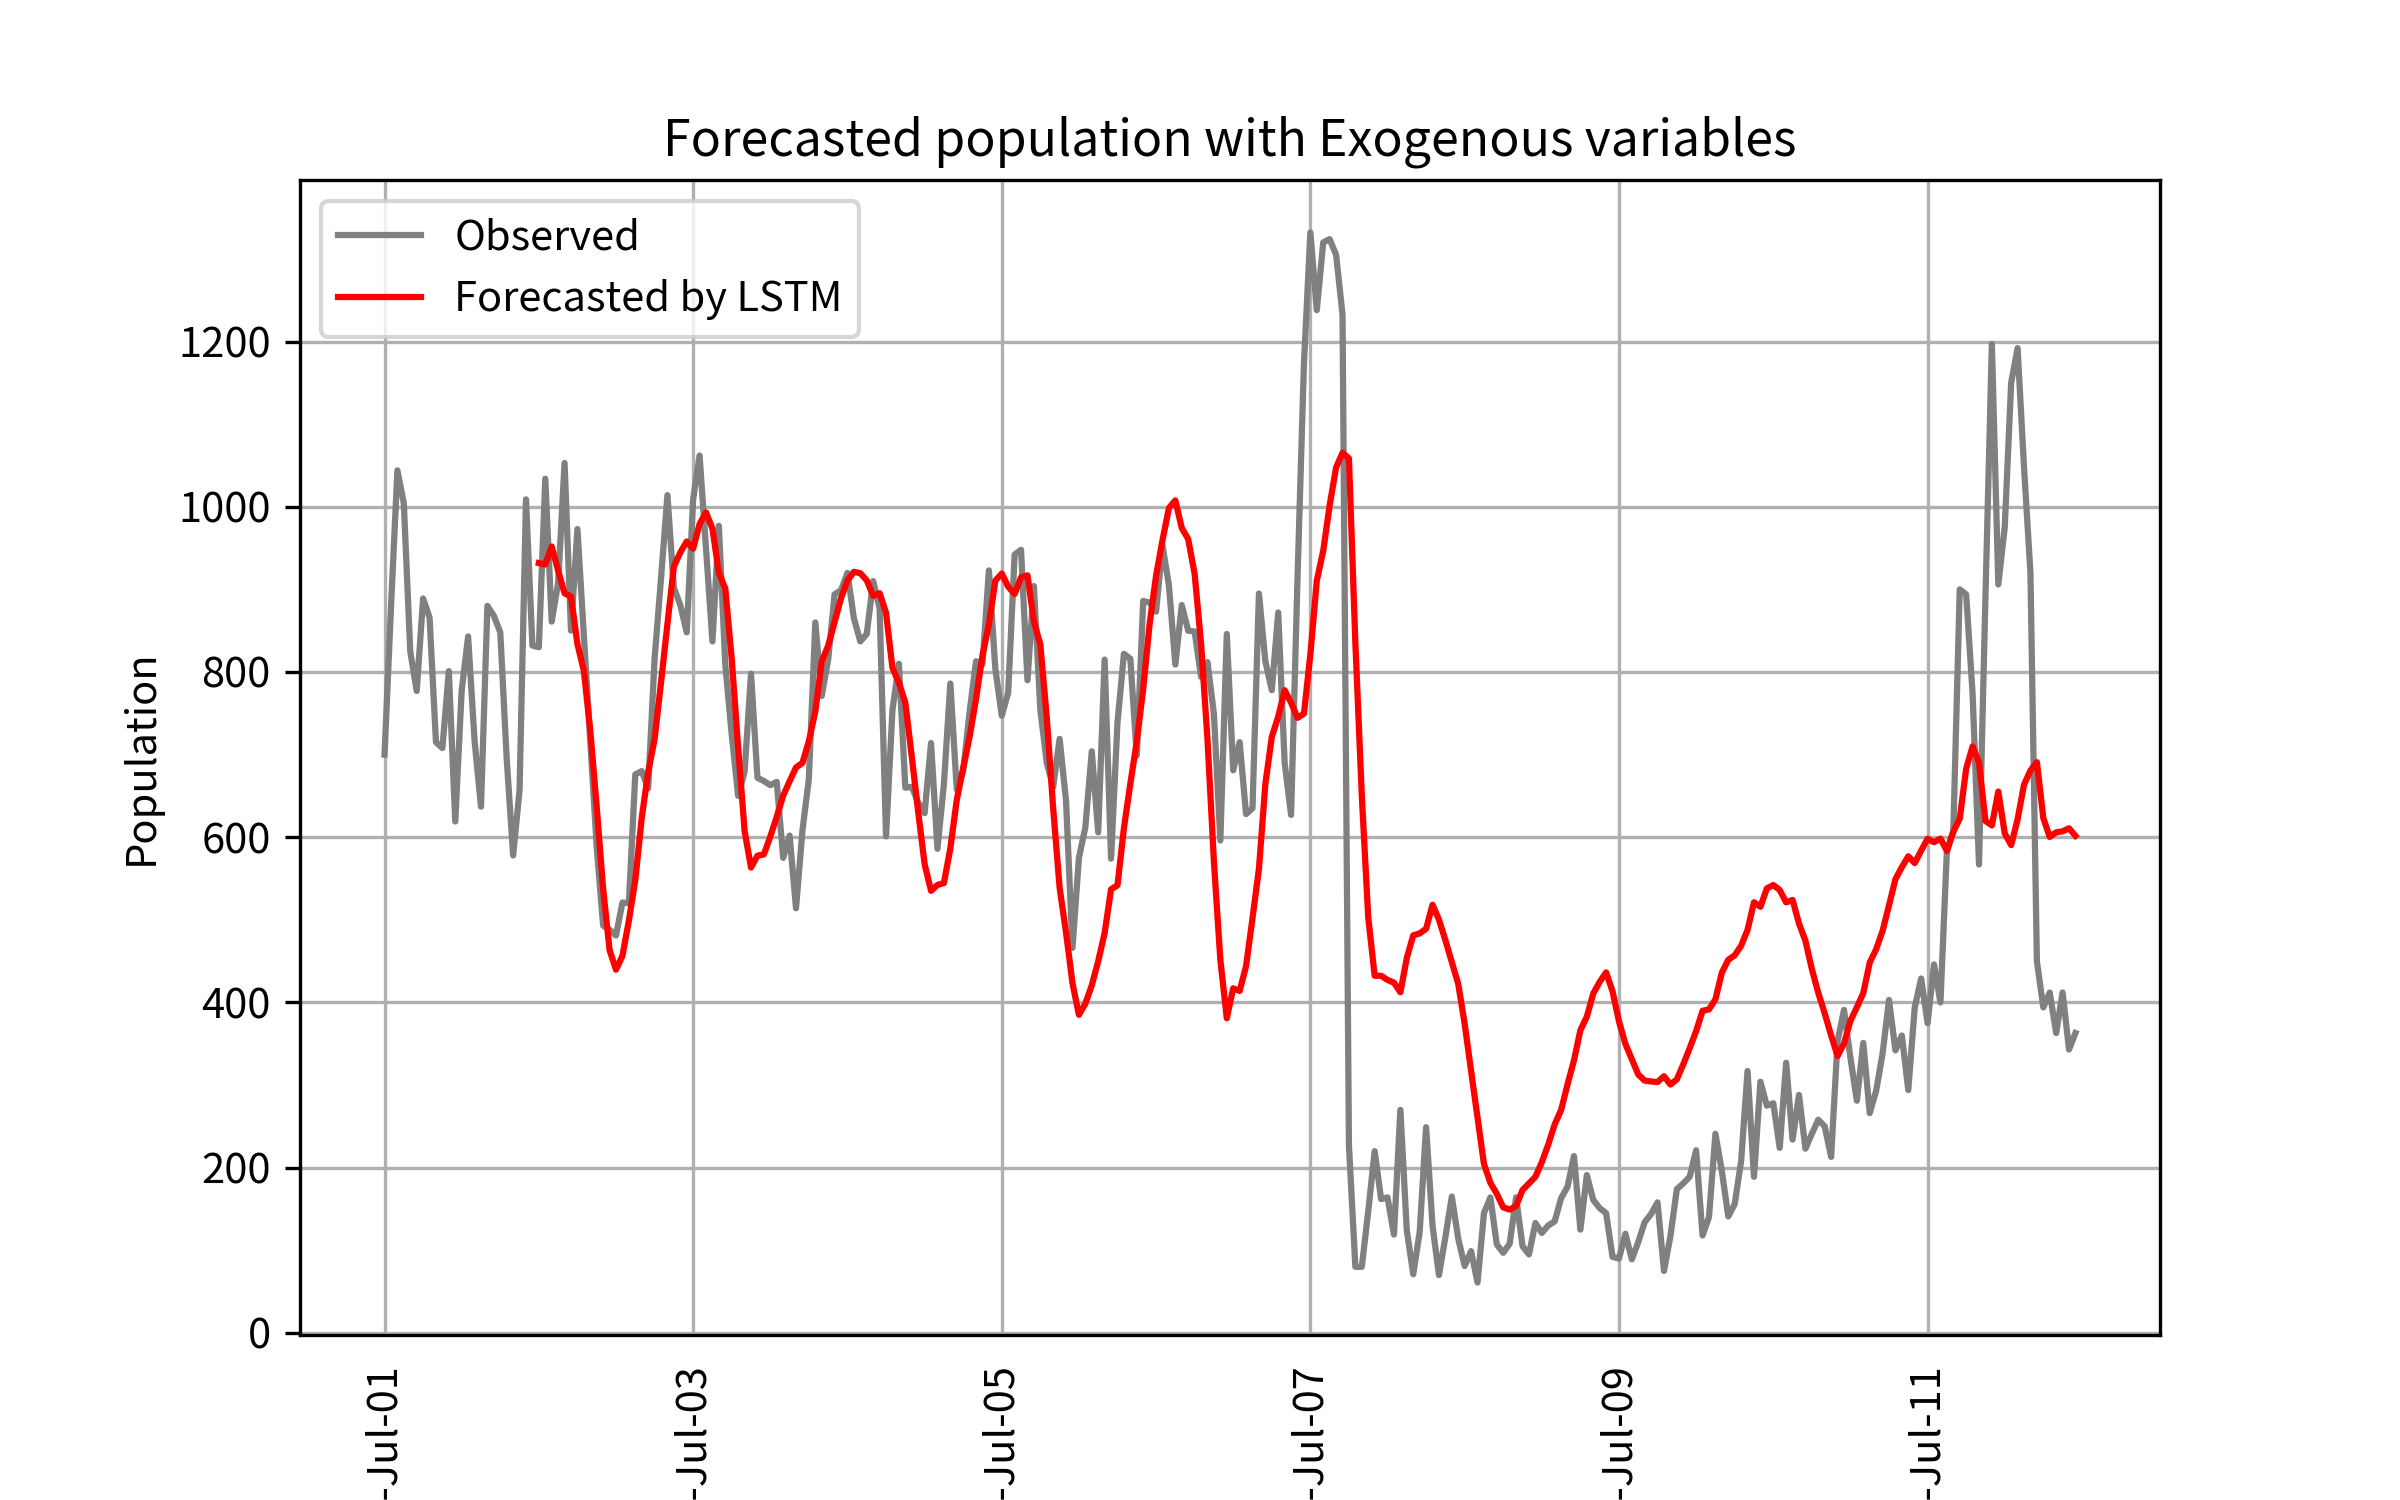 Forecasted population with Exogenous variables
Observed
Forecasted by LSTM
Population
1200
1000
800
600
400
200
0
-Jul-01
-Jul-03
-Jul-05
-Jul-07
-Jul-09
-Jul-11